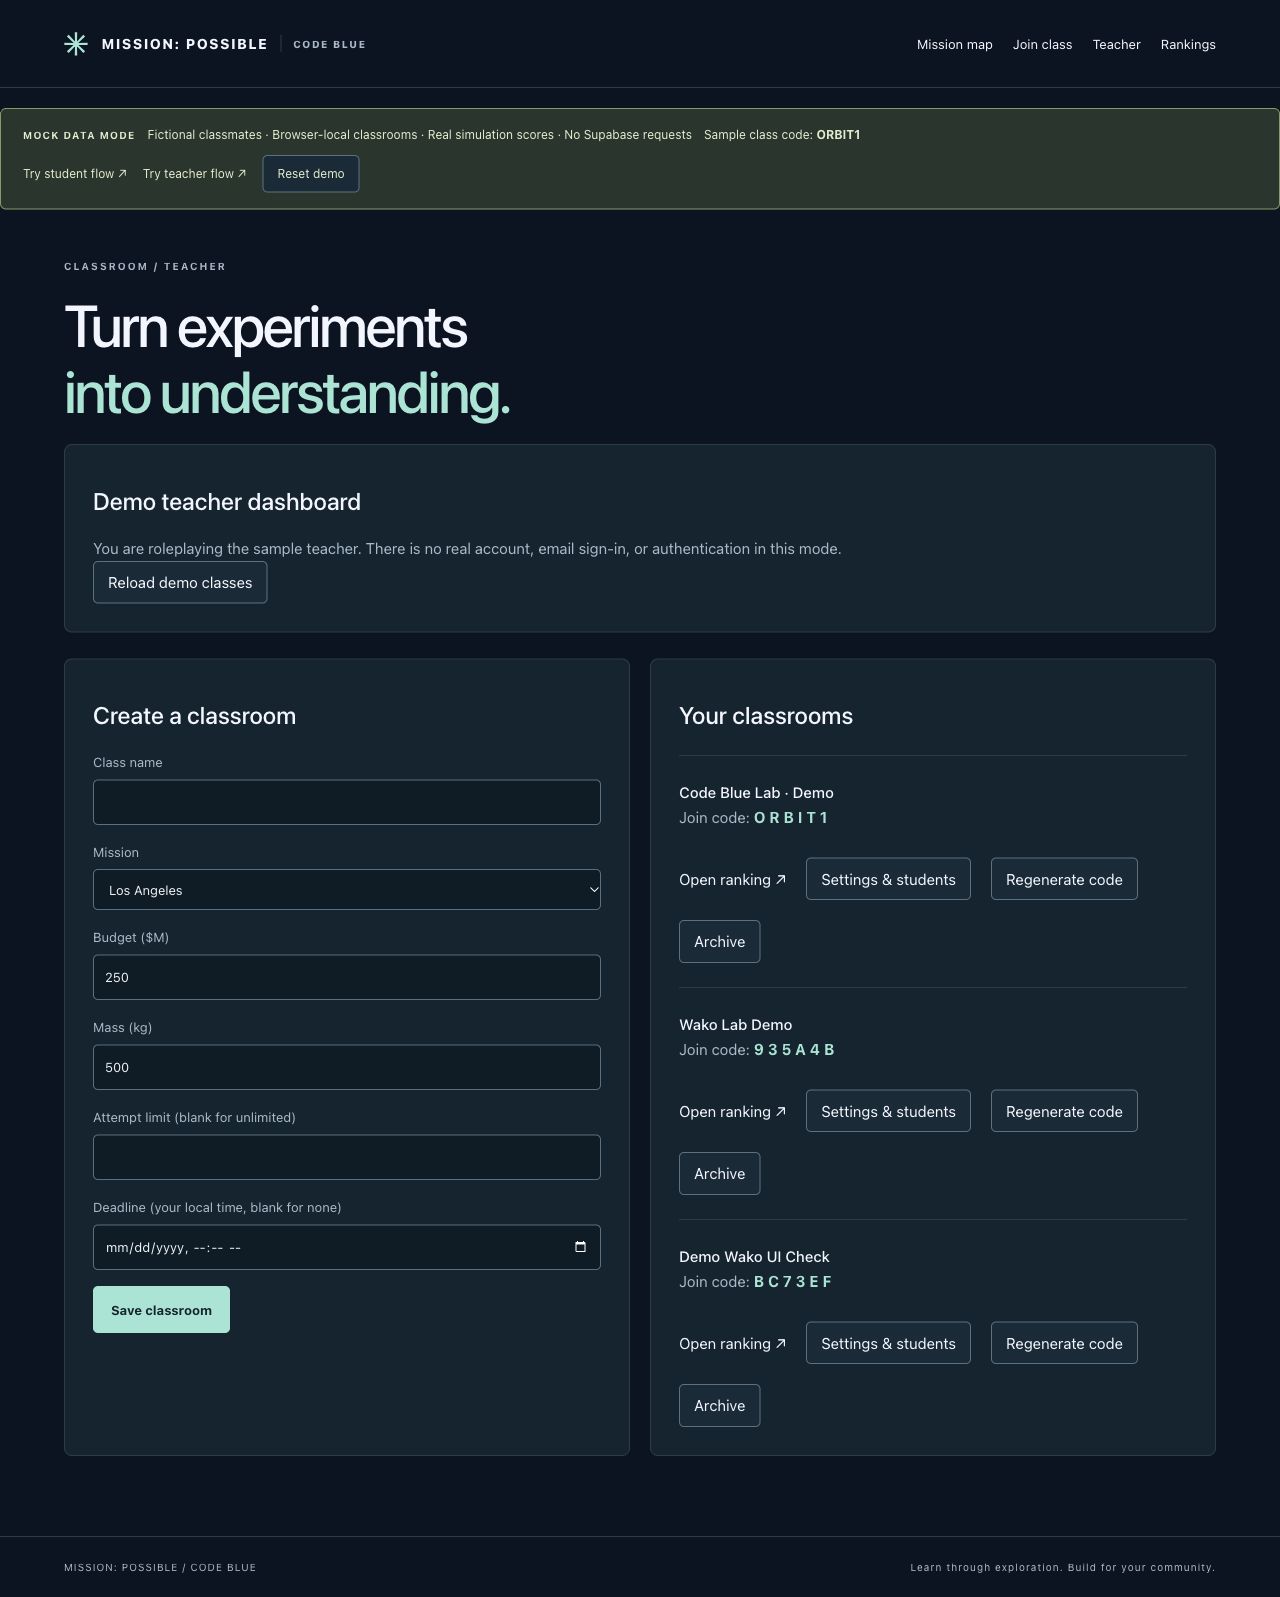 MISSION: POSSIBLE CODE BLUE
Mission map Join class Teacher Rankings
MOCK DATA MODE Fictional classmates · Browser-local classrooms · Real simulation scores · No Supabase requests Sample class code: ORBIT1
Try student flow ↗ Try teacher flow ↗ Reset demo
CLASSROOM / TEACHER
Turn experiments
into understanding.
Demo teacher dashboard
You are roleplaying the sample teacher. There is no real account, email sign-in, or authentication in this mode.
Reload demo classes
Create a classroom
Class name
Mission
Los Angeles
Budget ($M)
250
Mass (kg)
500
Attempt limit (blank for unlimited)
Deadline (your local time, blank for none)
mm/dd/yyyy, --:-- --
Save classroom
Your classrooms
Code Blue Lab · Demo
Join code: ORBIT1
Open ranking ↗ Settings & students Regenerate code
Archive
Wako Lab Demo
Join code: 935A4B
Open ranking ↗ Settings & students Regenerate code
Archive
Demo Wako UI Check
Join code: BC73EF
Open ranking ↗ Settings & students Regenerate code
Archive
MISSION: POSSIBLE / CODE BLUE
Learn through exploration. Build for your community.